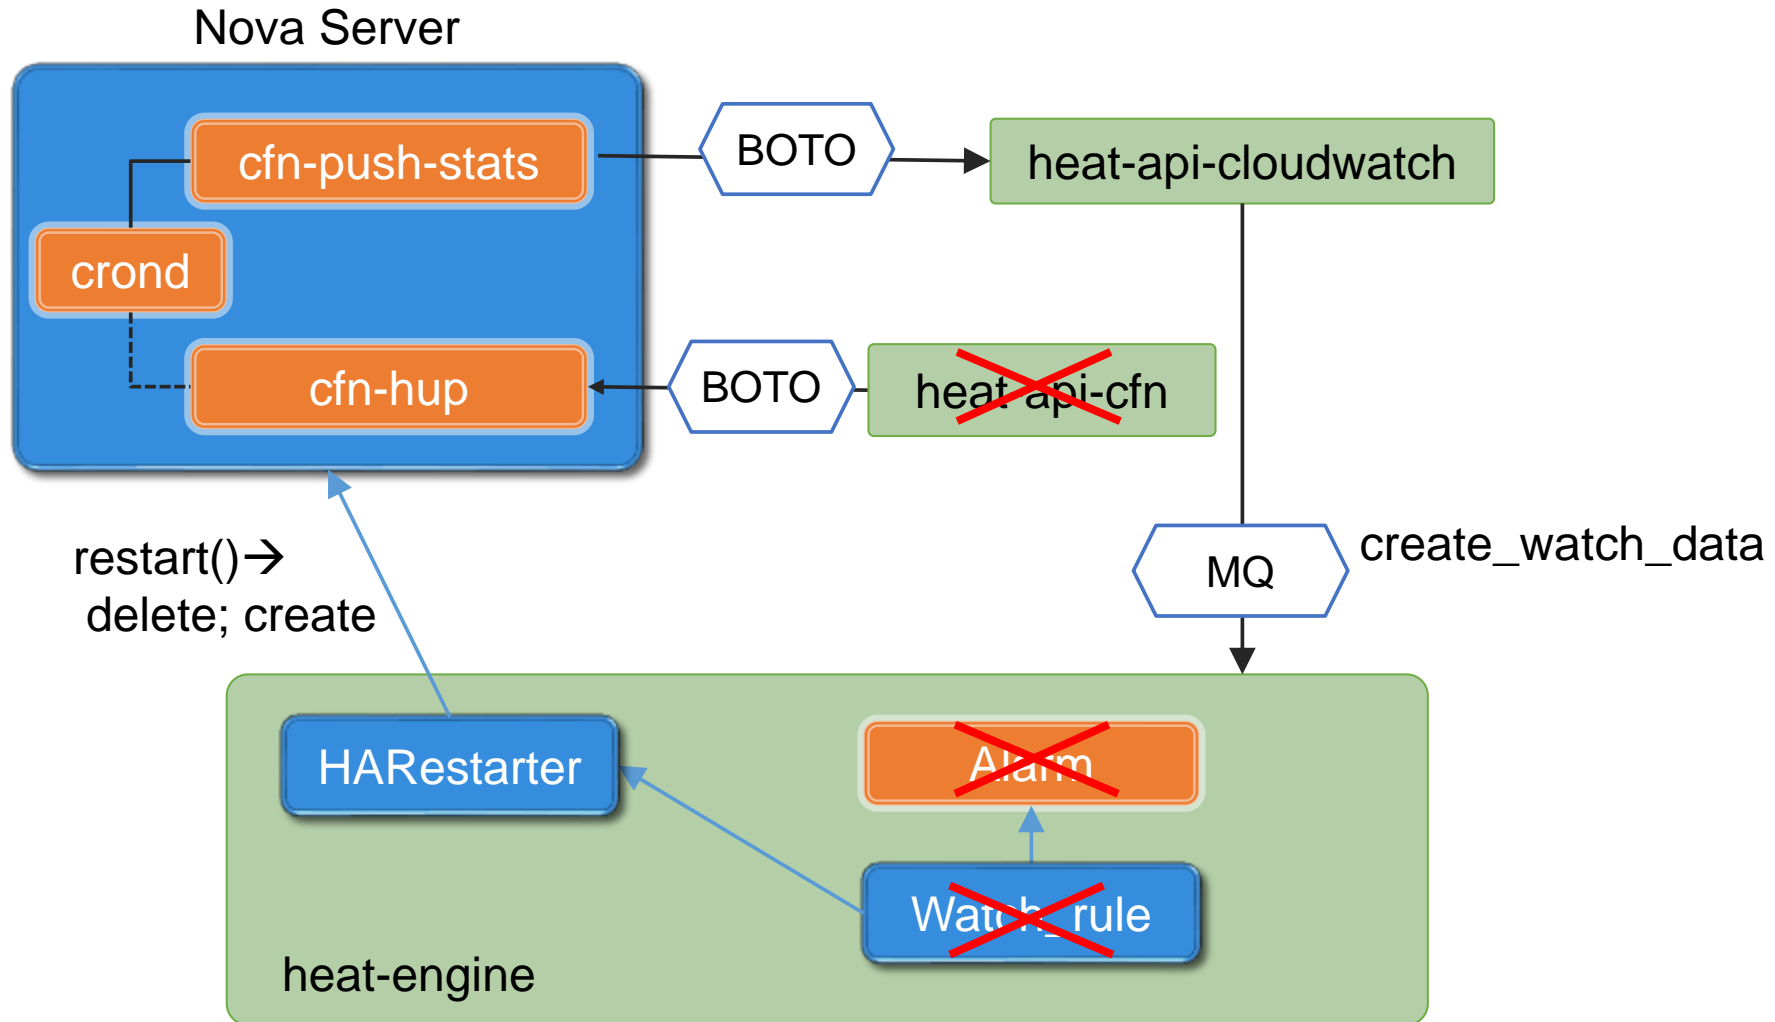 Nova Server
cfn-push-stats
BOTO
heat-api-cloudwatch
crond
cfn-hup
BOTO
heat-api-cfn
restart()→
delete; create
MQ
create_watch_data
HARestarter
Alarm
Watch_rule
heat-engine